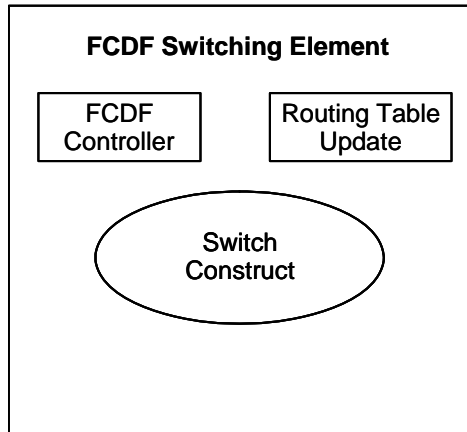 FCDF Switching Element
FCDF
Controller
Routing Table
Update
Switch
Construct